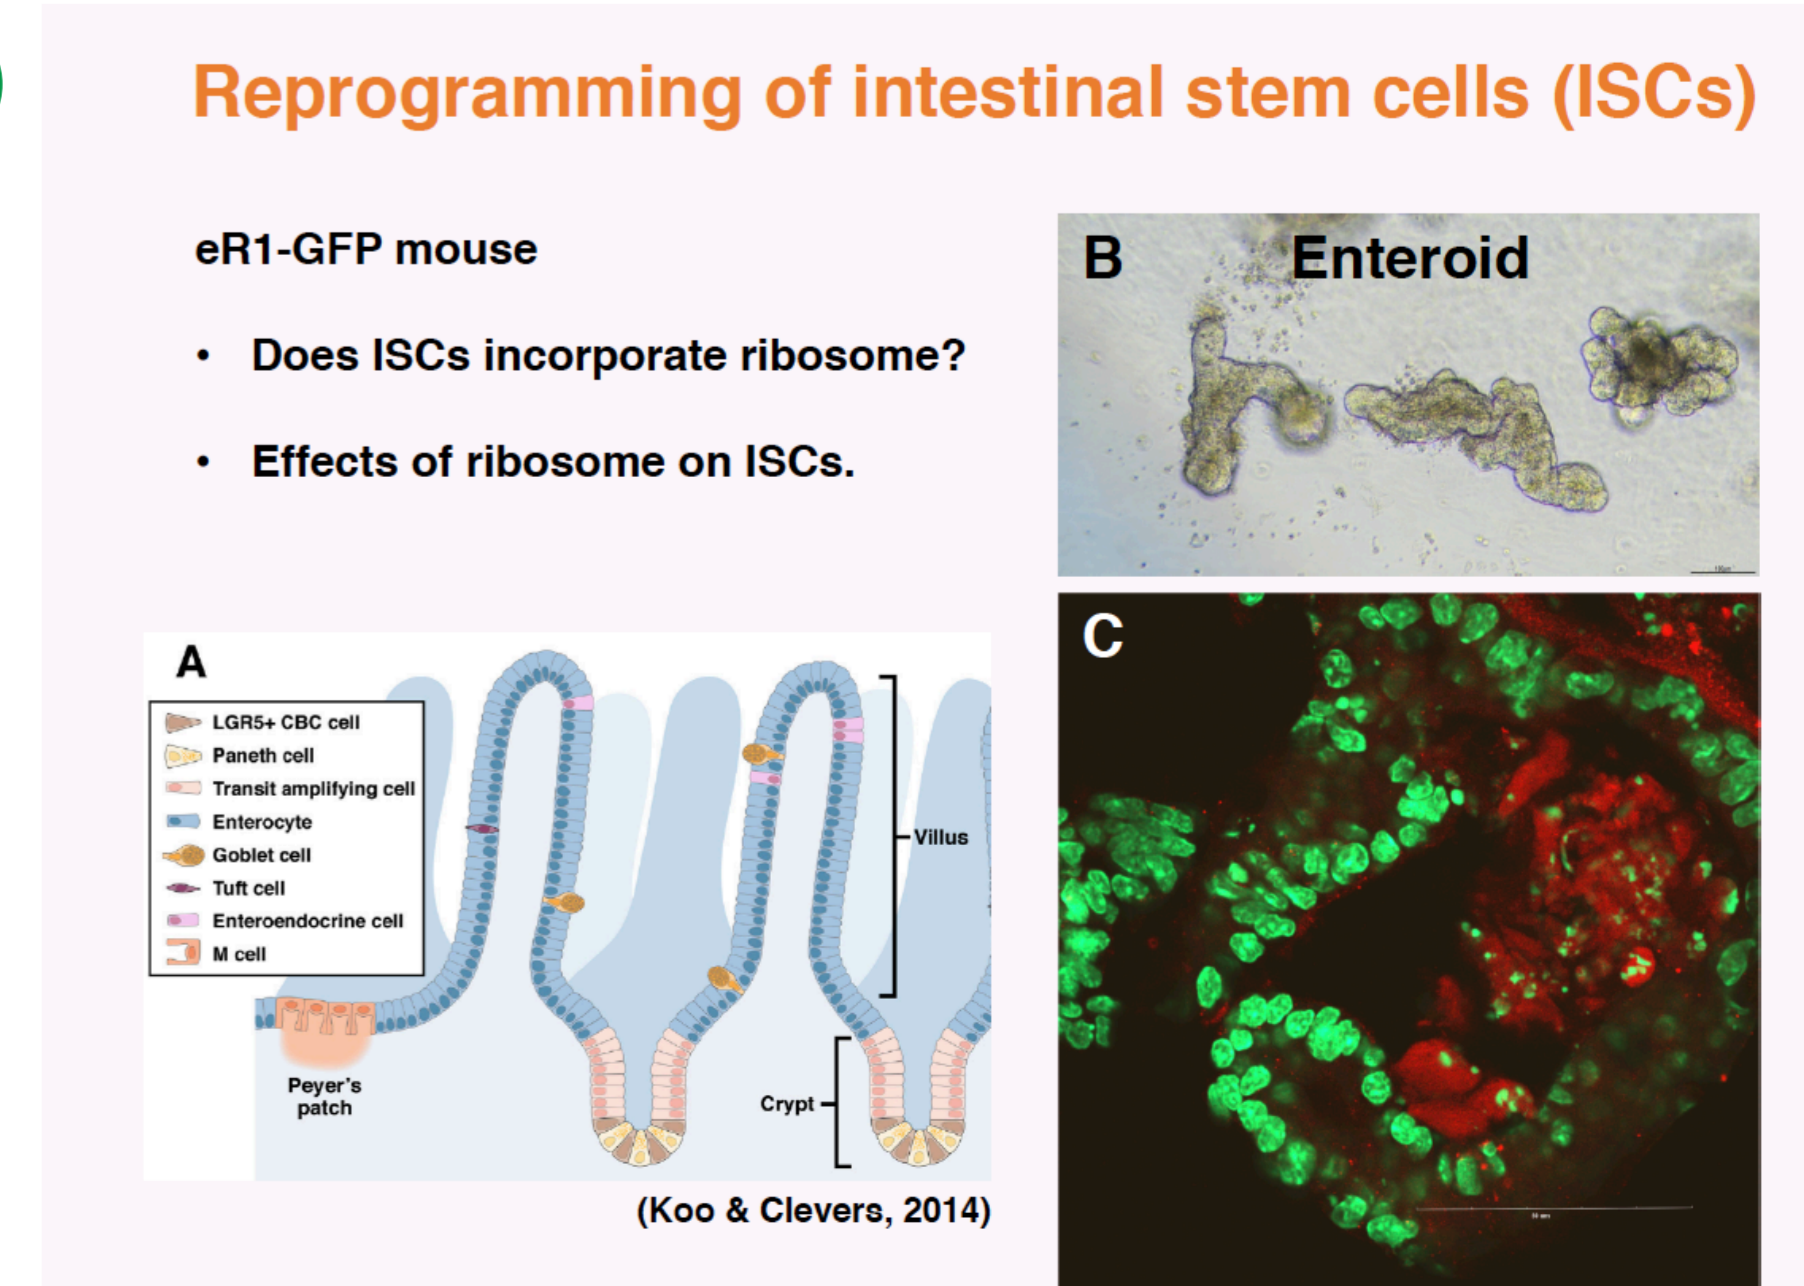 Reprogramming of intestinal stem cells (ISCs)
eR1-GFP mouse
• Does ISCs incorporate ribosome?
• Effects of ribosome on ISCs.
B
Enteroid
A
LGR5+ CBC cell
Paneth cell
Transit amplifying cell
Enterocyte
Goblet cell
Tuft cell
Enteroendocrine cell
M cell
Villus
Peyer's
patch
Crypt
(Koo & Clevers, 2014)
C